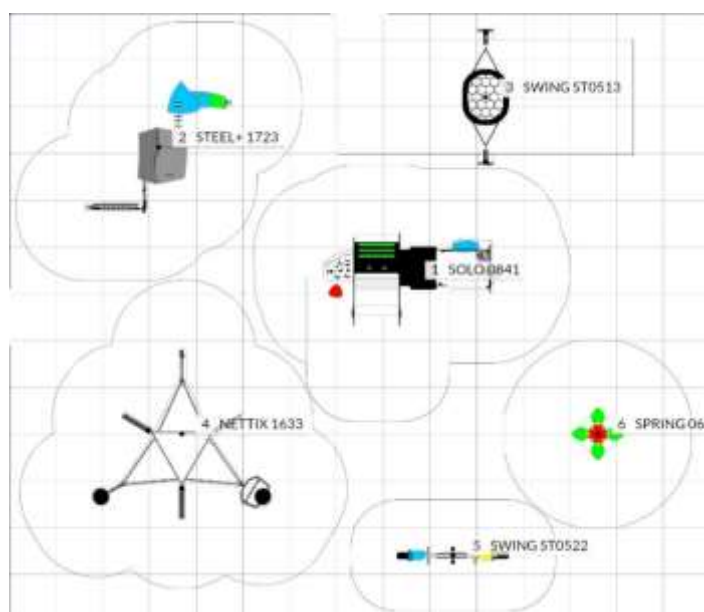 3 SWING ST0513
2 STEEL+ 1723
1 SOLO 0841
4 NETTIX 1633
6 SPRING 06
5 SWING ST0522